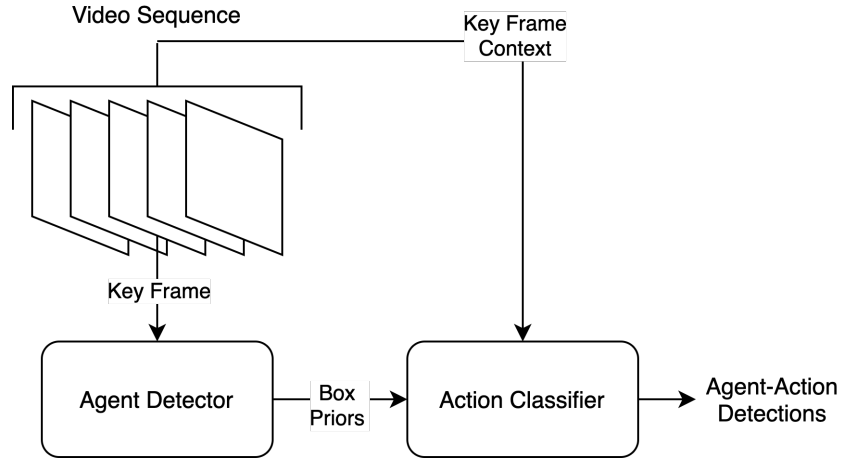 Video Sequence
Key Frame
Context
Key Frame
Agent Detector
Box
Priors
Action Classifier
Agent-Action
Detections